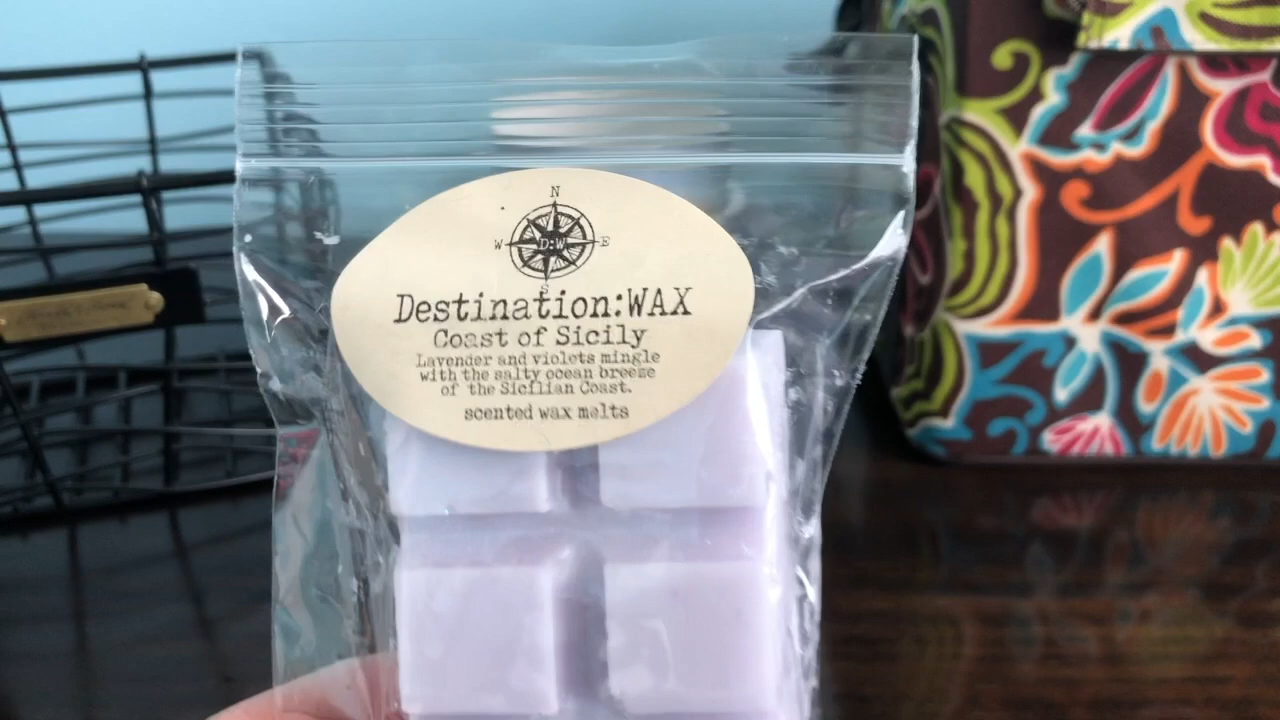 N
W D:W E
S
Destination:WAX
Coast of Sicily
Lavender and violets mingle
with the salty ocean breeze
of the Sicilian Coast.
scented wax melts